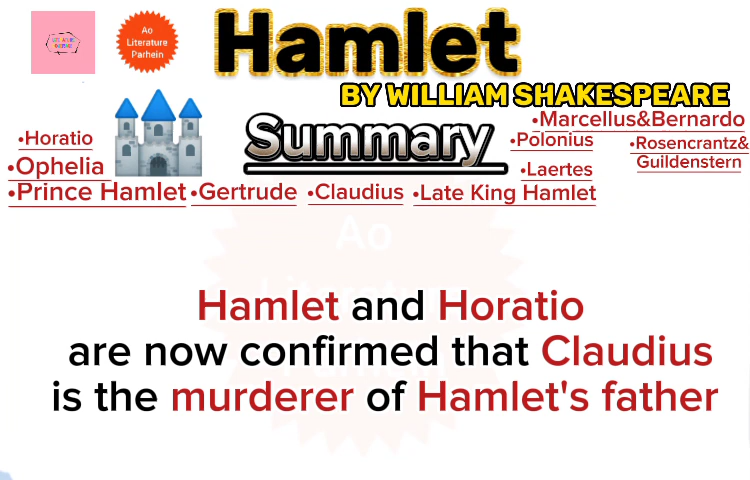 Ao
Literature
Parhein
Hamlet
BY WILLIAM SHAKESPEARE
Summary
•Horatio
•Ophelia
•Prince Hamlet
•Gertrude
•Claudius
•Late King Hamlet
•Marcellus&Bernardo
•Polonius
•Laertes
•Rosencrantz&
Guildenstern
Ao
Hamlet and Horatio
are now confirmed that Claudius
is the murderer of Hamlet's father